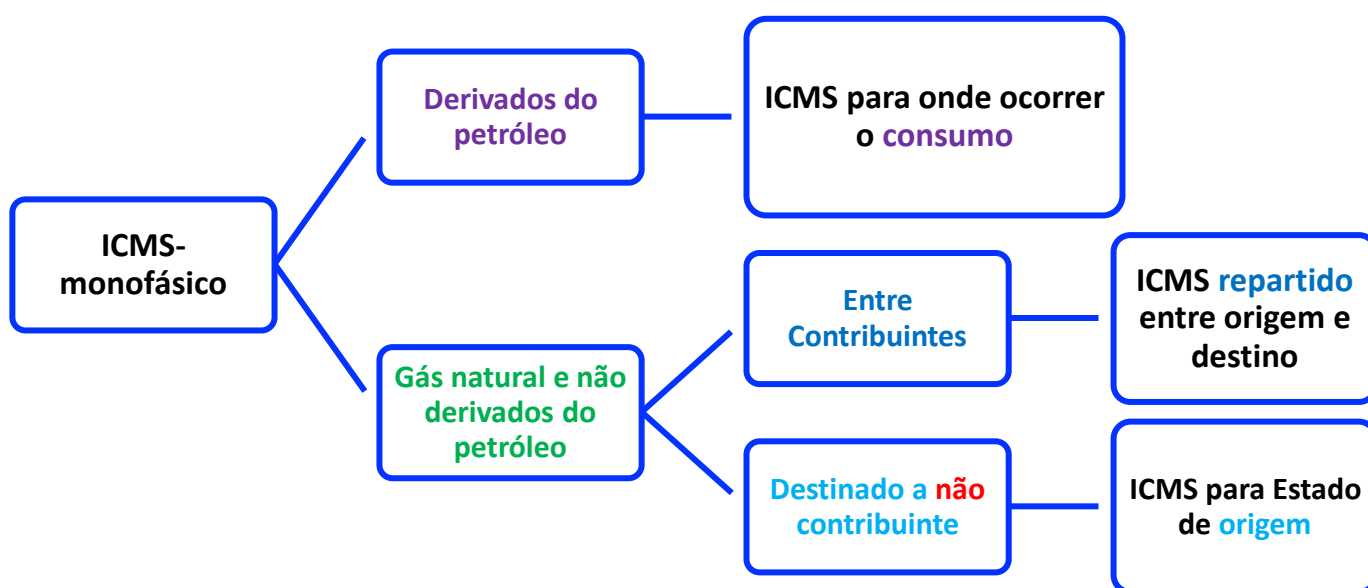 ICMS-
monofásico
Derivados do
petróleo
ICMS para onde ocorrer
o consumo
Gás natural e não
derivados do
petróleo
Entre
Contribuintes
ICMS repartido
entre origem e
destino
Destinado a não
contribuinte
ICMS para Estado
de origem